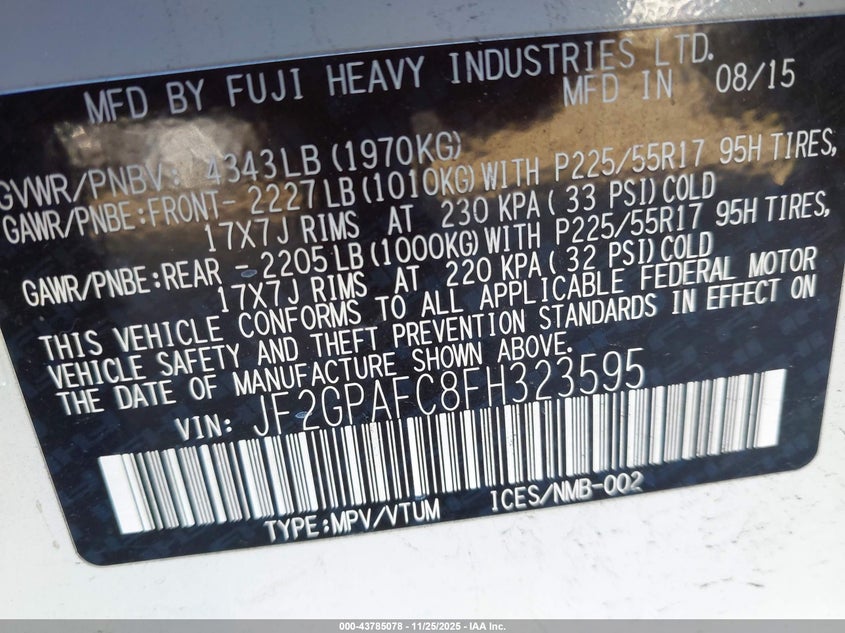 MFD BY FUJI HEAVY INDUSTRIES LTD.
MFD IN 08/15
GVWR/PNBV: 4343LB (1970KG)
GAWR/PNBE:FRONT- 2227 LB (1010KG) WITH P225/55R17 95H TIRES,
17X7J RIMS AT 230 KPA ( 33 PSI) COLD
GAWR/PNBE:REAR - 2205 LB (1000KG) WITH P225/55R17 95H TIRES,
17X7J RIMS AT 220 KPA ( 32 PSI) COLD
THIS VEHICLE CONFORMS TO ALL APPLICABLE FEDERAL MOTOR
VEHICLE SAFETY AND THEFT PREVENTION STANDARDS IN EFFECT ON
THE DATE OF MANUFACTURE SHOWN ABOVE.
VIN: JF2GPAFC8FH323595
TYPE:MPV/VTUM ICES/NMB-002
000-43785078 - 11/25/2025 - IAA Inc.